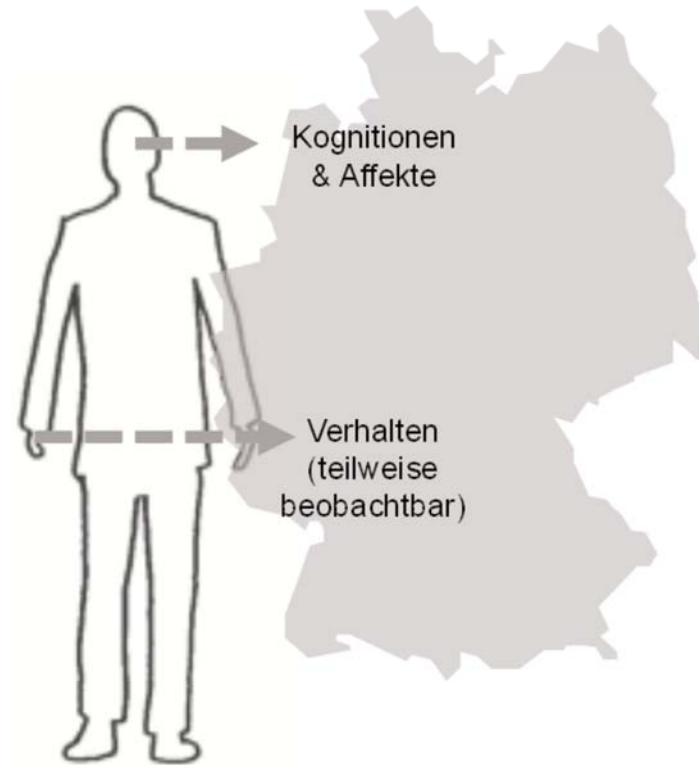 Kognitionen
& Affekte
Verhalten
(teilweise
beobachtbar)